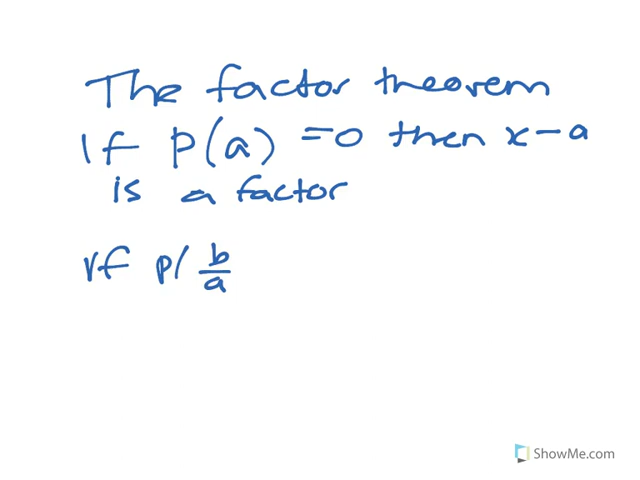 The factor theorem
If p(a) =0 then x-a
is a factor
If p( b/a
ShowMe.com